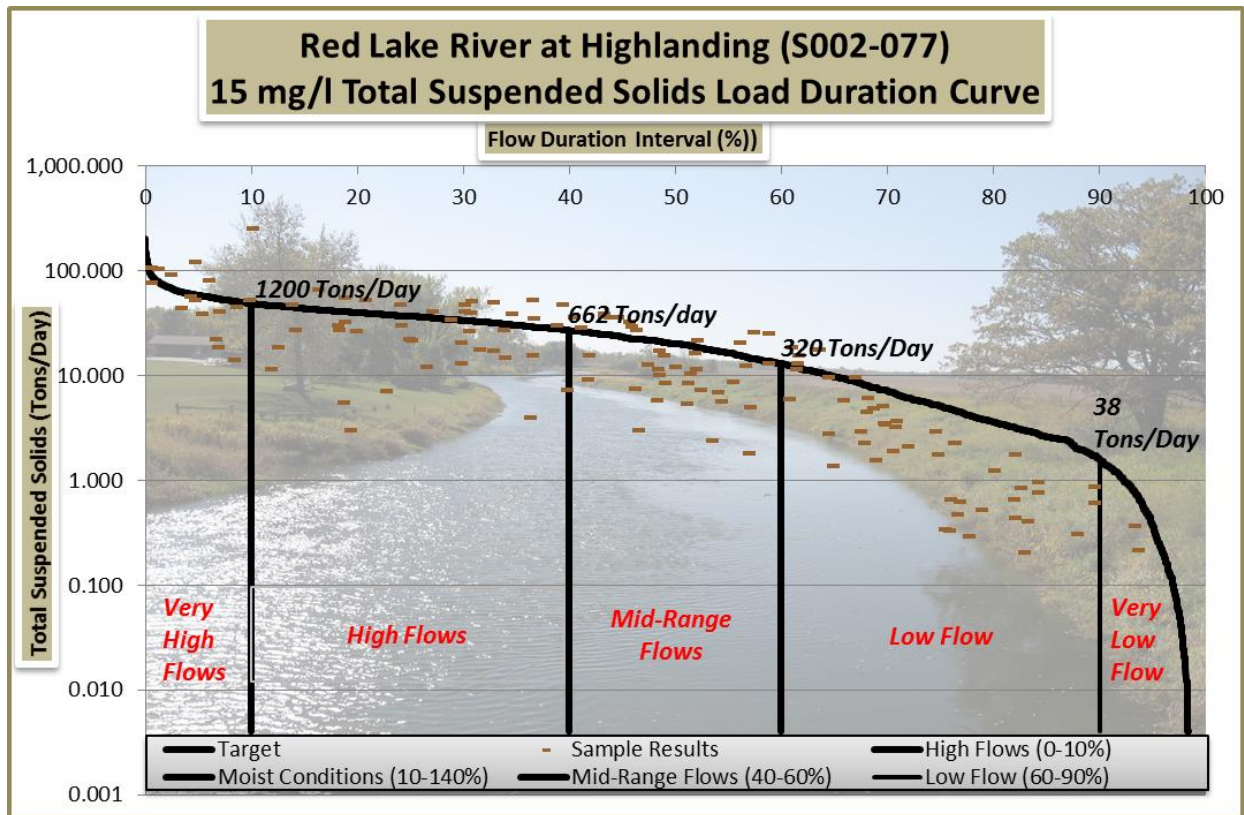 Red Lake River at Highlanding (S002-077)
15 mg/l Total Suspended Solids Load Duration Curve
Flow Duration Interval (%))
1,000.000
0 10 20 30 40 50 60 70 80 90 100
100.000
10.000
1.000
0.100
0.010
0.001
Total Suspended Solids (Tons/Day)
1200 Tons/Day
662 Tons/day
320 Tons/Day
38
Tons/Day
Very
High
Flows
High Flows
Mid-Range
Flows
Low Flow
Very
Low
Flow
Target Sample Results High Flows (0-10%)
Moist Conditions (10-140%) Mid-Range Flows (40-60%) Low Flow (60-90%)